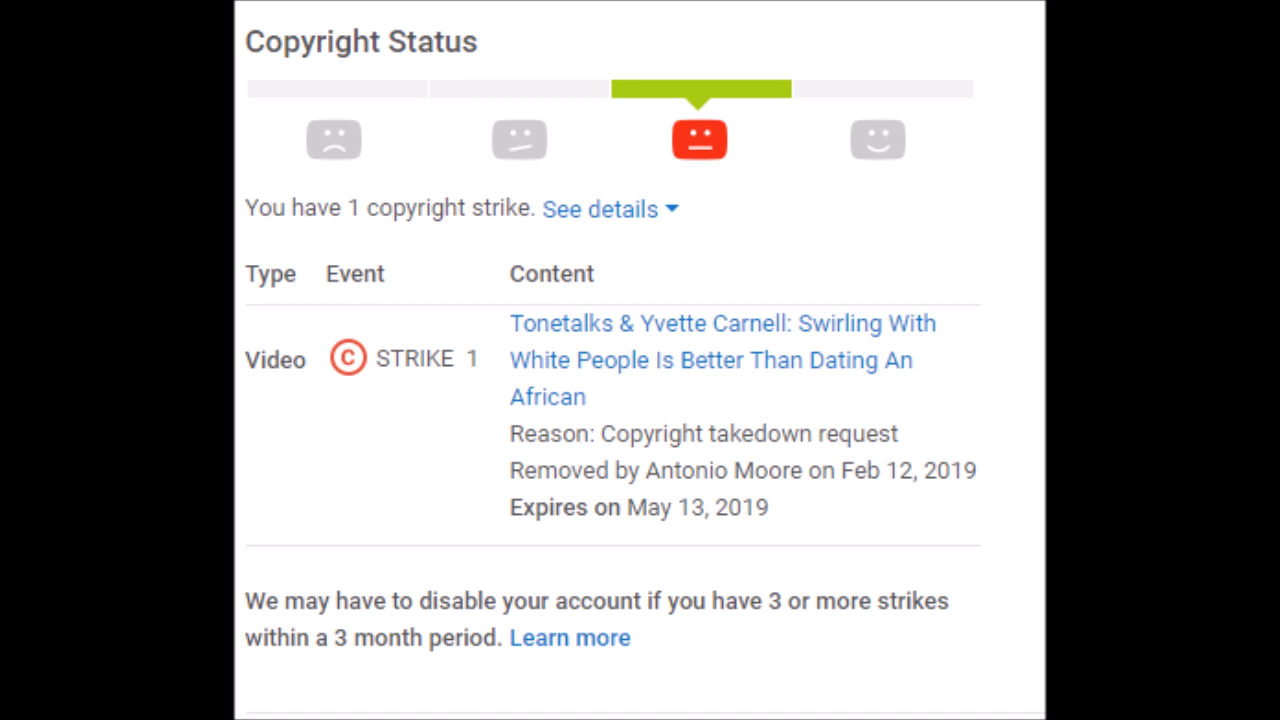 Copyright Status
You have 1 copyright strike. See details
Type Event Content
Tonetalks & Yvette Carnell: Swirling With
White People Is Better Than Dating An
African
Video C STRIKE 1
Reason: Copyright takedown request
Removed by Antonio Moore on Feb 12, 2019
Expires on May 13, 2019
We may have to disable your account if you have 3 or more strikes
within a 3 month period. Learn more